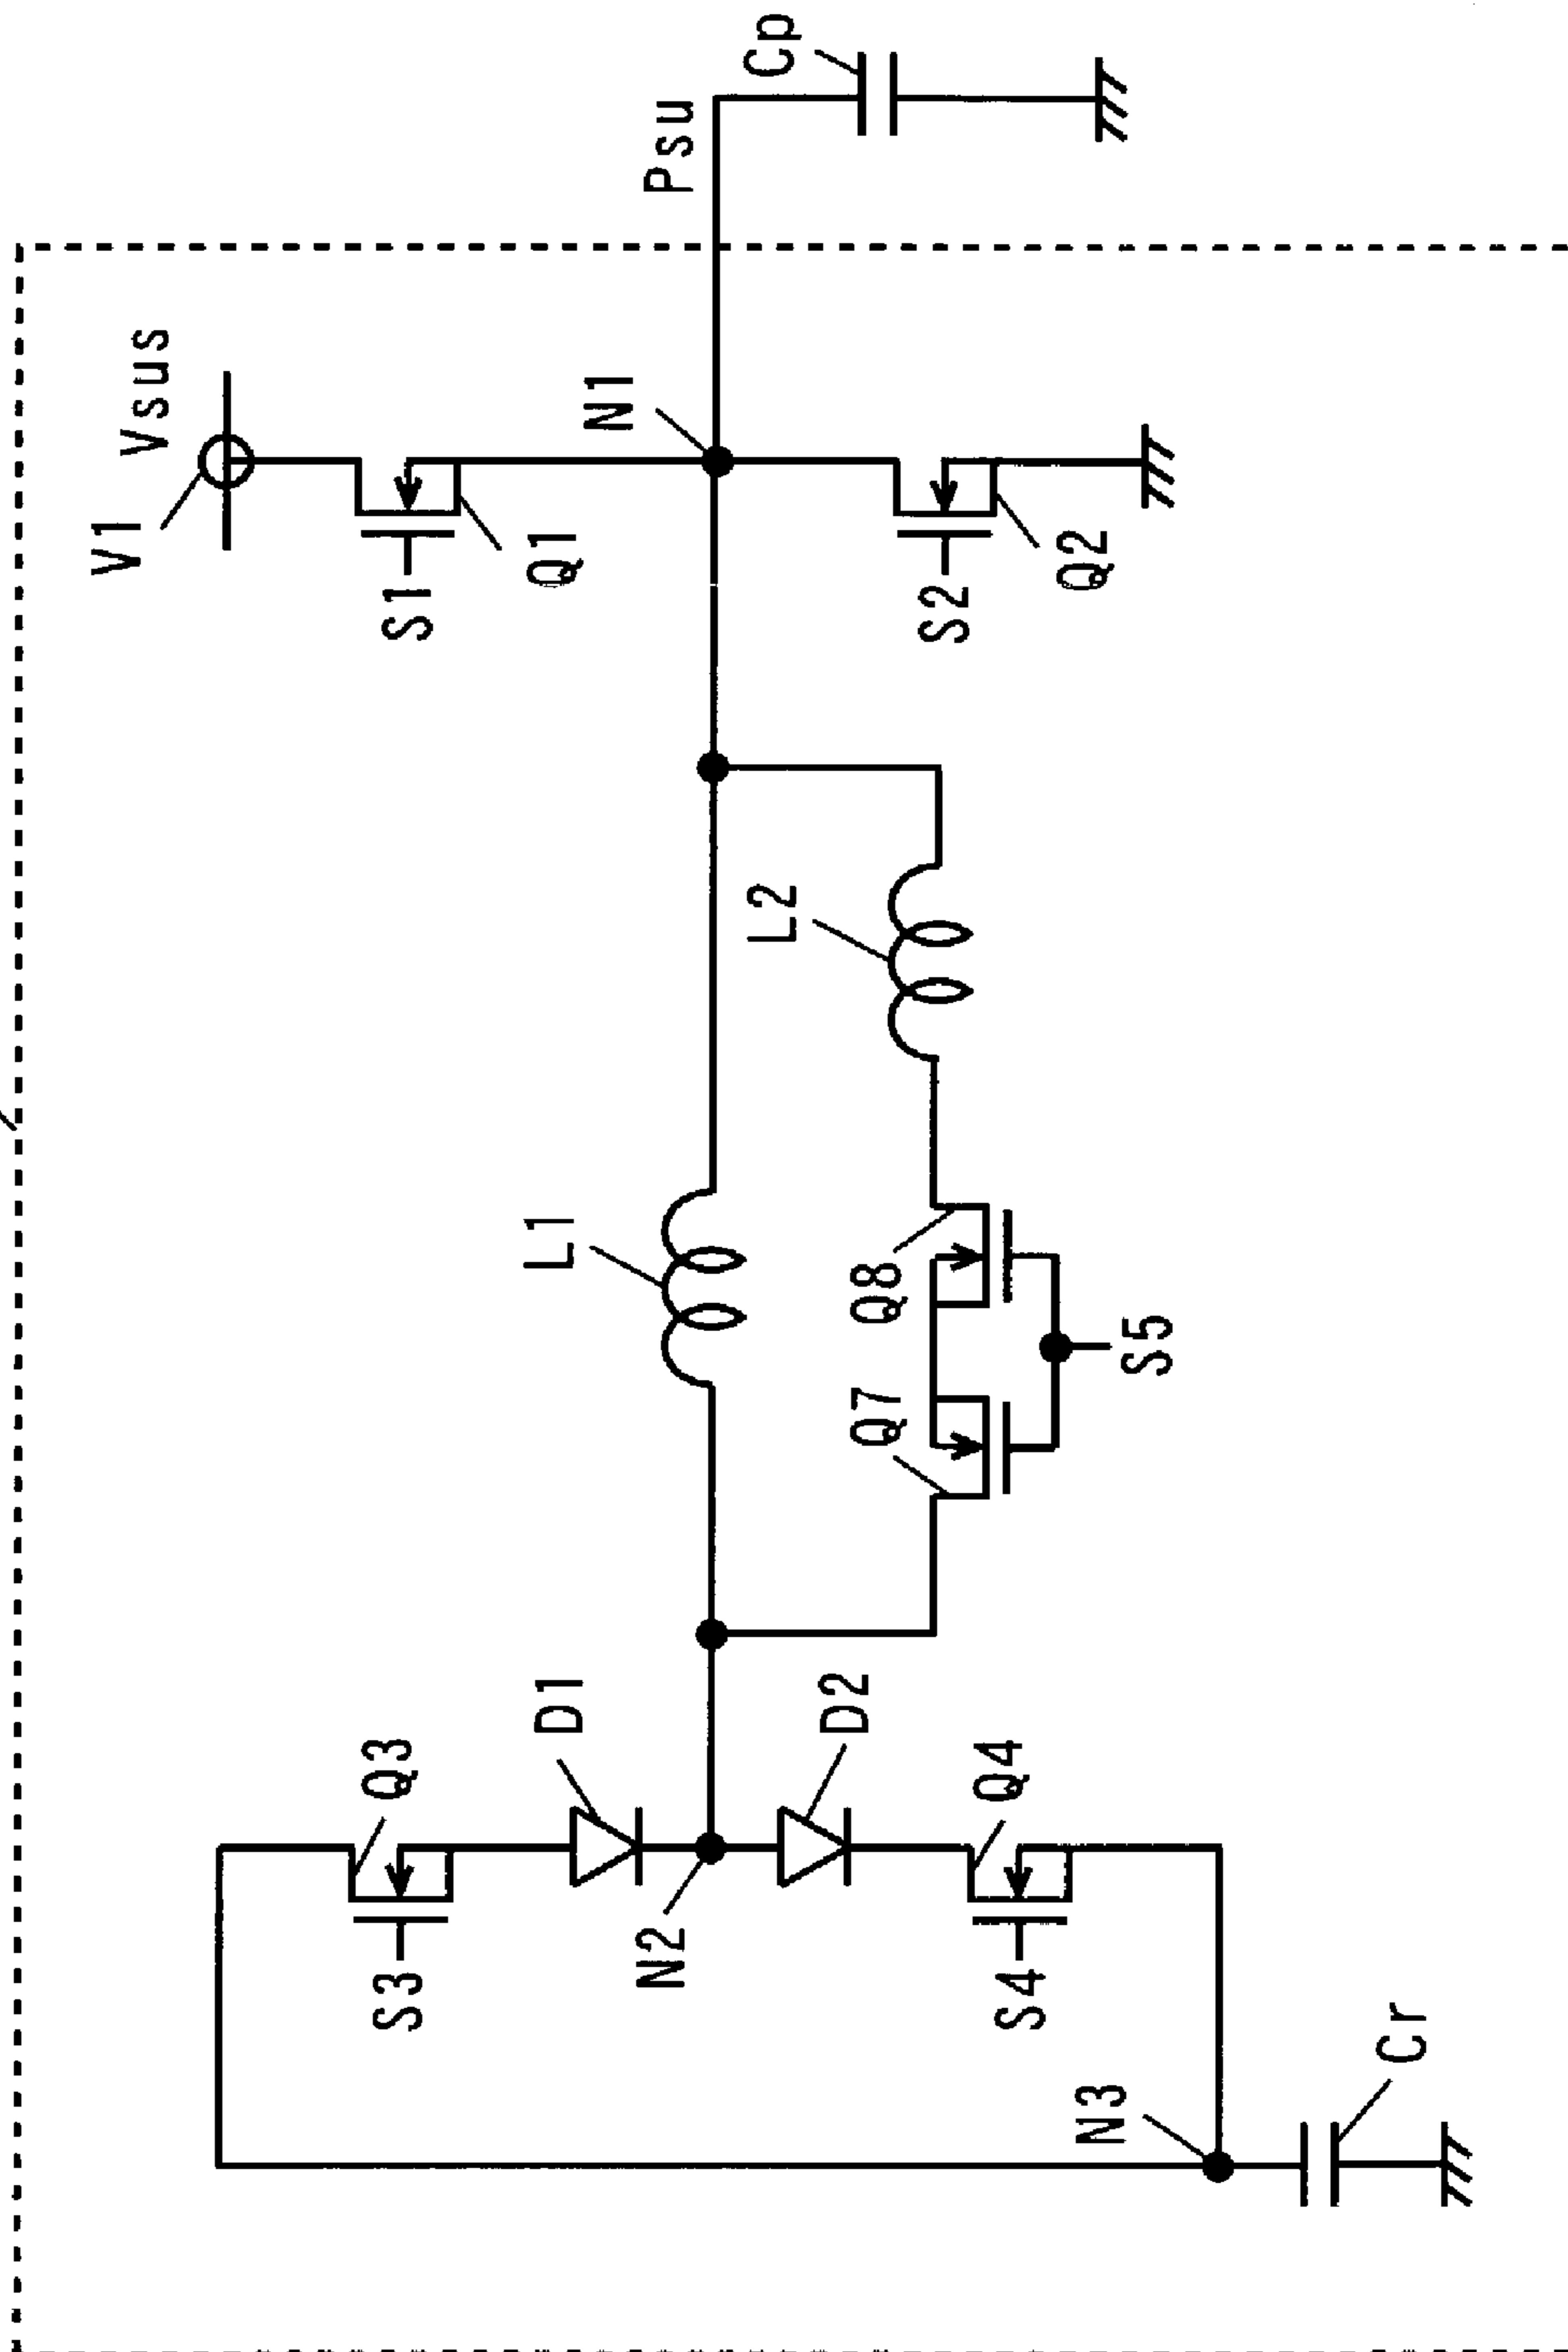 V1
Vsus
S1
Q1
N1
Psu
Cp
S2
Q2
L1
L2
Q7
Q8
S5
Q3
S3
D1
N2
D2
Q4
S4
N3
Cr